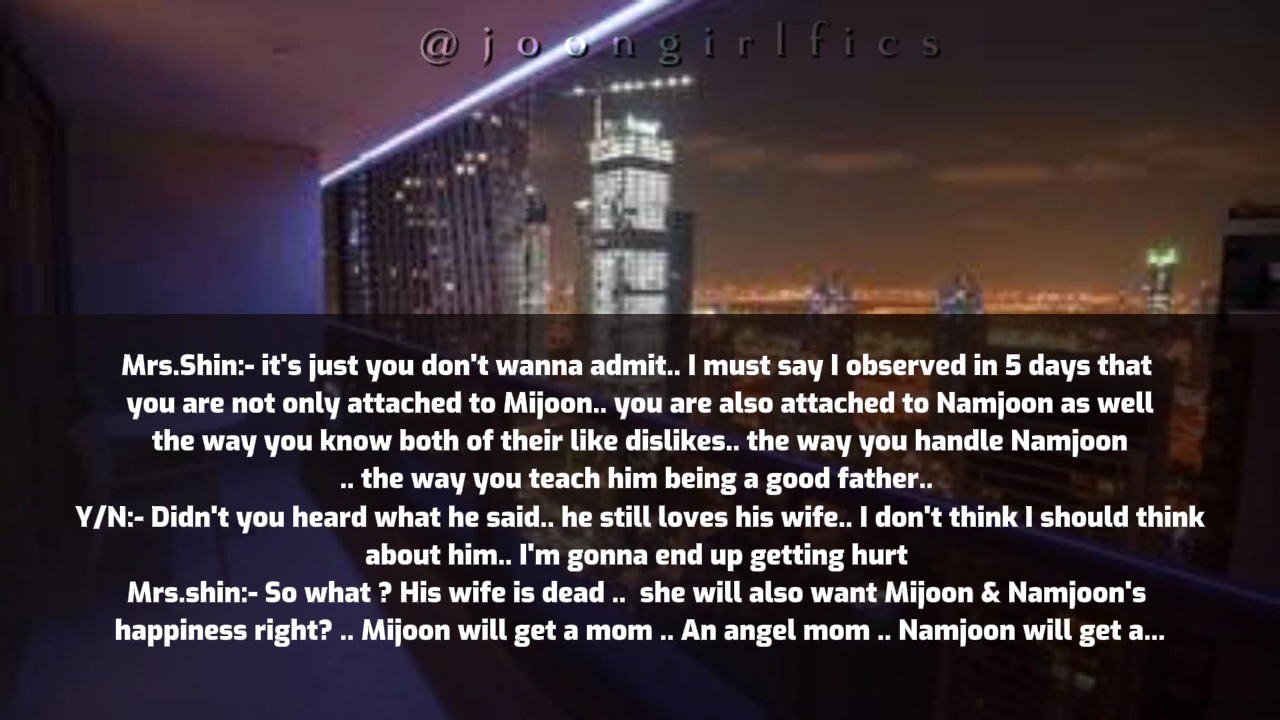 @joongirlfics
Mrs.Shin:- it's just you don't wanna admit.. I must say I observed in 5 days that
you are not only attached to Mijoon.. you are also attached to Namjoon as well
the way you know both of their like dislikes.. the way you handle Namjoon
.. the way you teach him being a good father..
Y/N:- Didn't you heard what he said.. he still loves his wife.. I don't think I should think
about him.. I'm gonna end up getting hurt
Mrs.shin:- So what ? His wife is dead .. she will also want Mijoon & Namjoon's
happiness right? .. Mijoon will get a mom .. An angel mom .. Namjoon will get a...